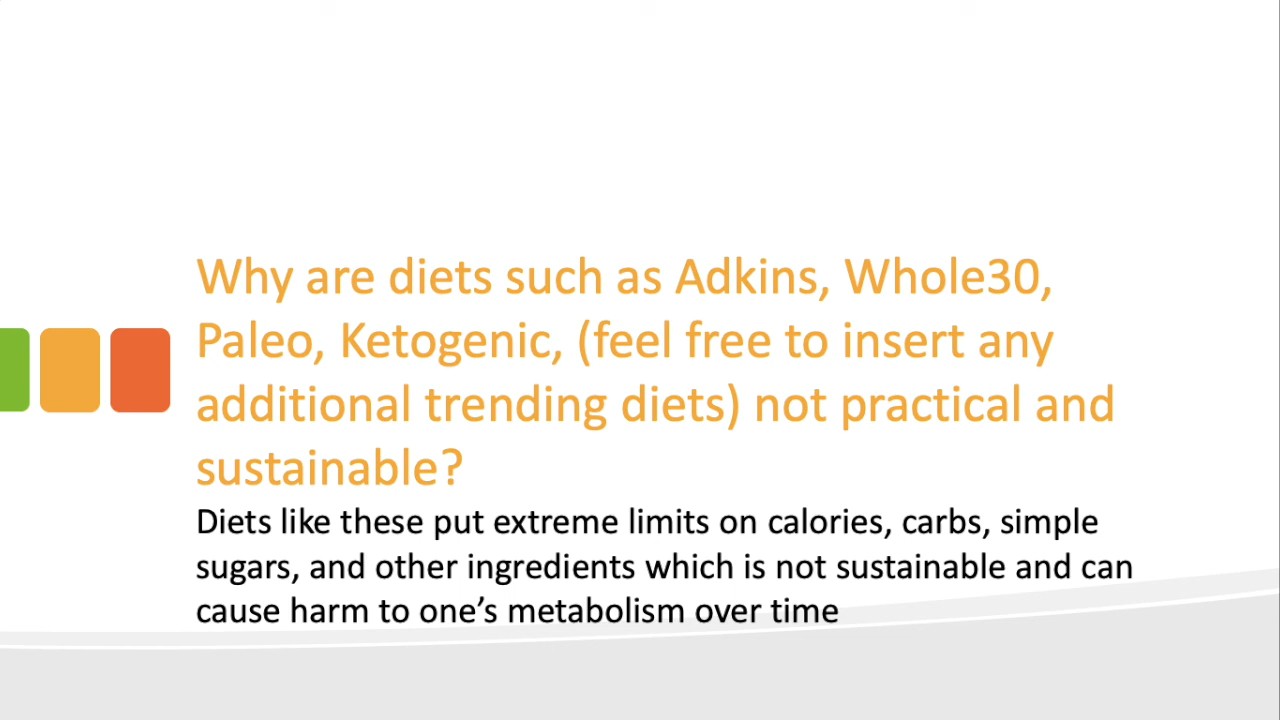 Why are diets such as Adkins, Whole30,
Paleo, Ketogenic, (feel free to insert any
additional trending diets) not practical and
sustainable?
Diets like these put extreme limits on calories, carbs, simple
sugars, and other ingredients which is not sustainable and can
cause harm to one’s metabolism over time